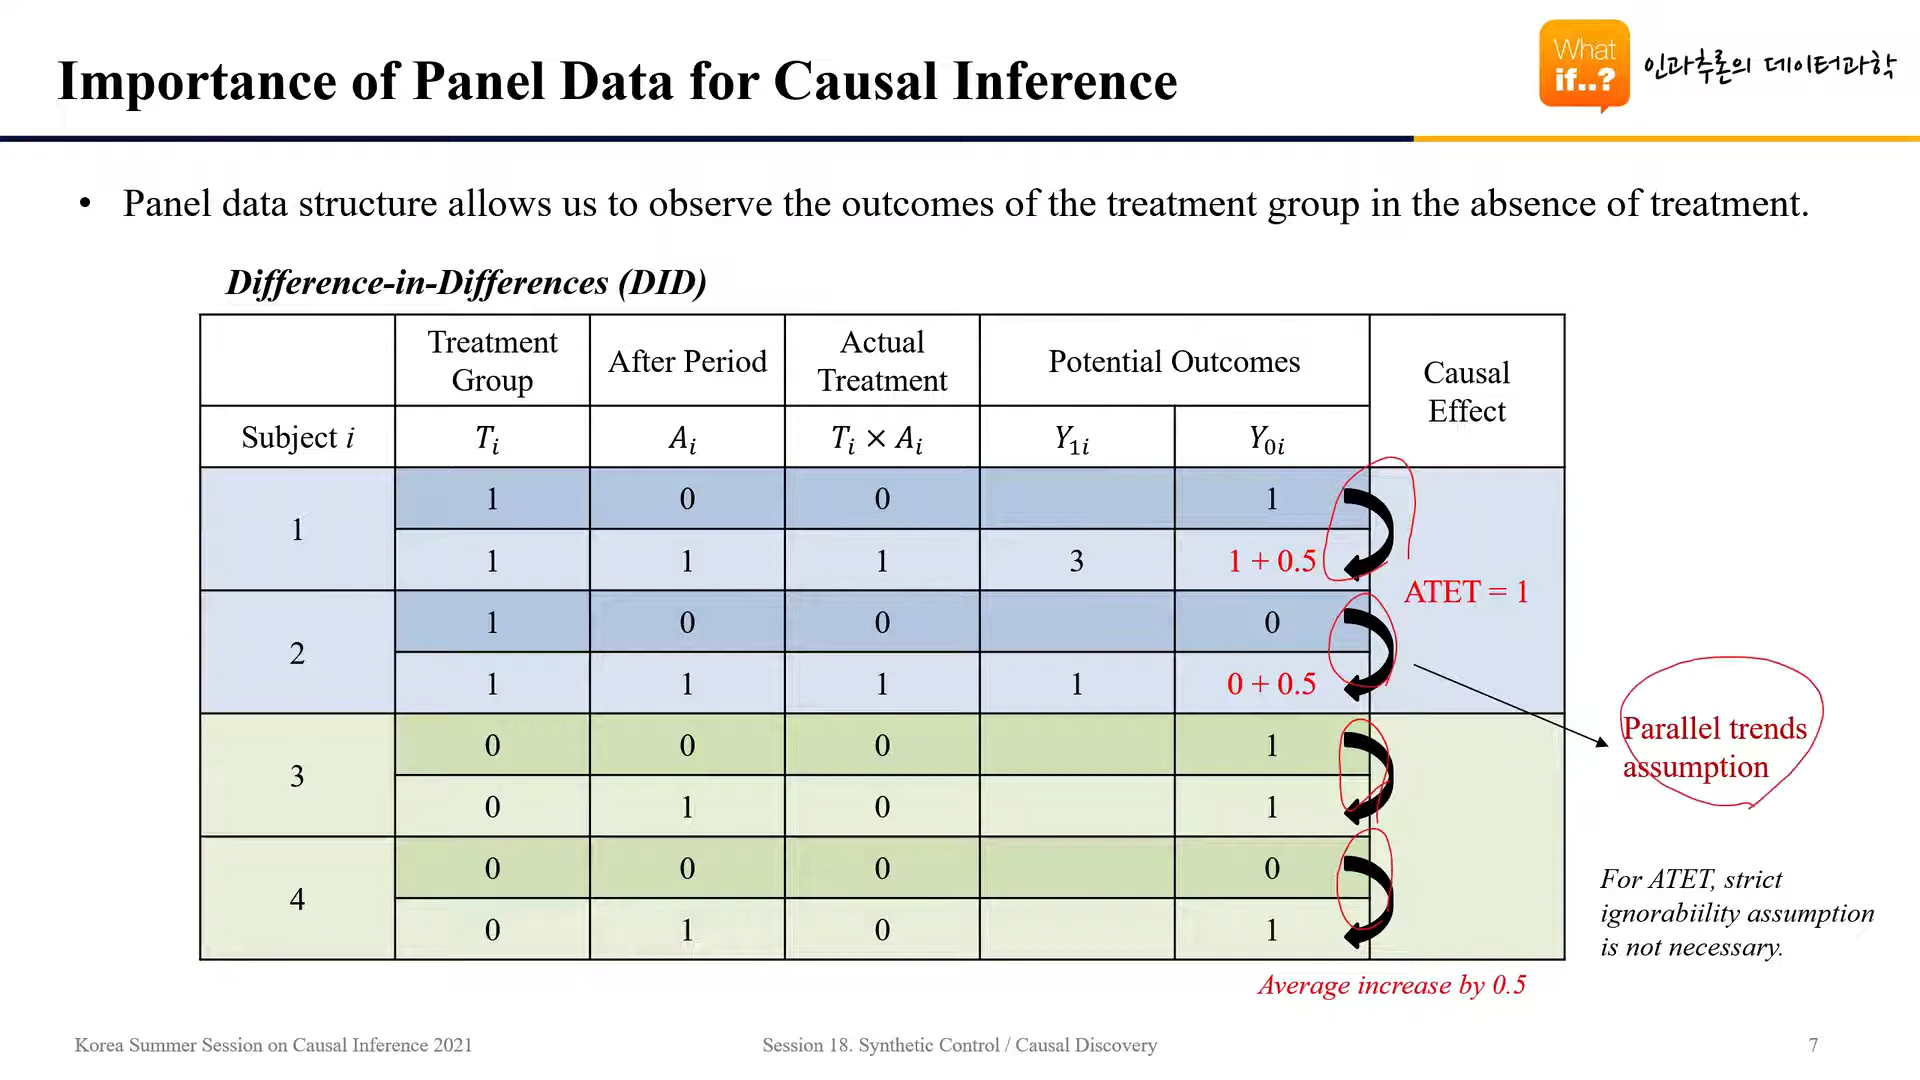 Importance of Panel Data for Causal Inference
What
if..?
인과추론의 데이터과학
• Panel data structure allows us to observe the outcomes of the treatment group in the absence of treatment.
Difference-in-Differences (DID)
Treatment Group After Period Actual Treatment Potential Outcomes Causal Effect
Subject i Tᵢ Aᵢ Tᵢ × Aᵢ Y₁ᵢ Y₀ᵢ
1 1 0 0 1
1 1 1 3 1 + 0.5
ATET = 1
2 1 0 0 0
1 1 1 1 0 + 0.5
3 0 0 0 1
0 1 0 1
4 0 0 0 0
0 1 0 1
Parallel trends
assumption
For ATET, strict
ignorabiility assumption
is not necessary.
Average increase by 0.5
Korea Summer Session on Causal Inference 2021
Session 18. Synthetic Control / Causal Discovery
7